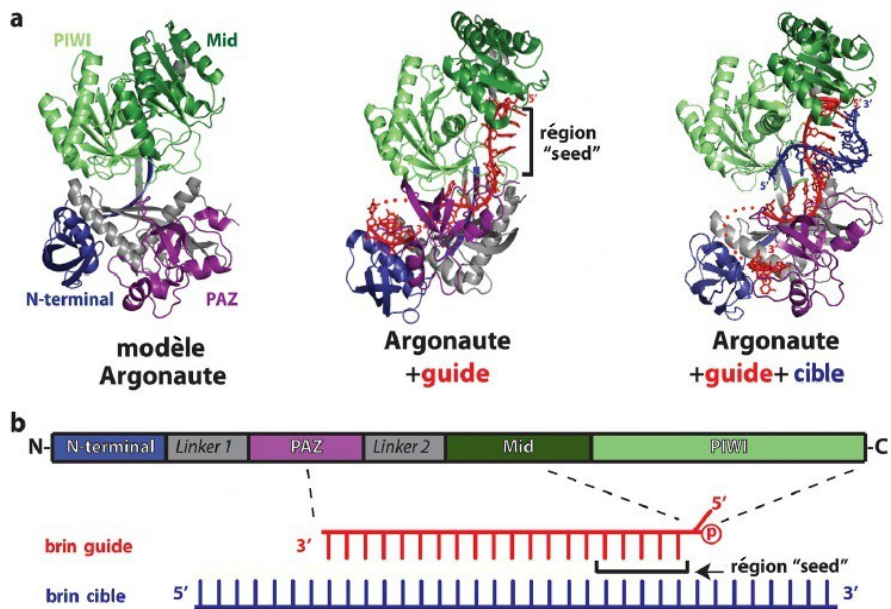 a
PIWI
Mid
N-terminal
PAZ
modèle
Argonaute
5'
région
"seed"
3'
Argonaute
+guide
5' 3'
5'
3'
Argonaute
+guide+ cible
b
N- N-terminal Linker 1 PAZ Linker 2 Mid PIWI -C
5'
brin guide 3' P
région "seed"
brin cible 5' 3'